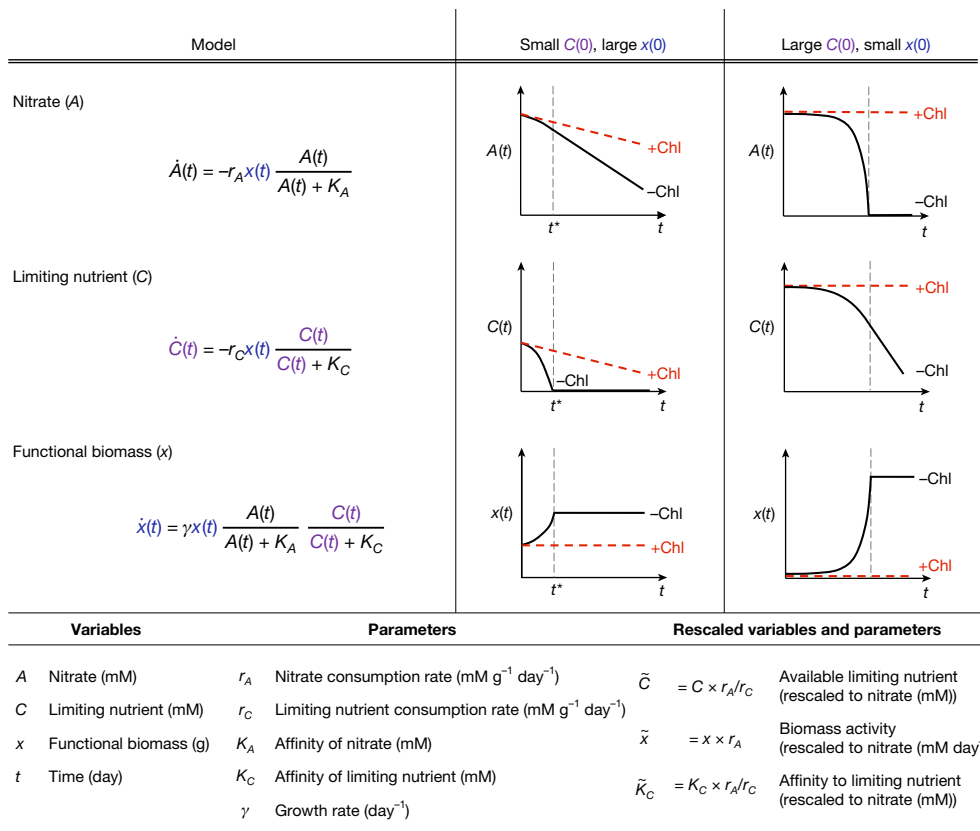 Model
Small C(0), large x(0)
Large C(0), small x(0)
Nitrate (A)
Ȧ(t) = –r_A x(t) A(t) / A(t) + K_A
A(t)
+Chl
–Chl
t*
t
A(t)
+Chl
–Chl
t
Limiting nutrient (C)
Ċ(t) = –r_C x(t) C(t) / C(t) + K_C
C(t)
+Chl
–Chl
t*
t
C(t)
+Chl
–Chl
t
Functional biomass (x)
ẋ(t) = γx(t) A(t) / A(t) + K_A C(t) / C(t) + K_C
x(t)
–Chl
+Chl
t*
t
x(t)
–Chl
+Chl
t
Variables
A Nitrate (mM)
C Limiting nutrient (mM)
x Functional biomass (g)
t Time (day)
Parameters
r_A Nitrate consumption rate (mM g⁻¹ day⁻¹)
r_C Limiting nutrient consumption rate (mM g⁻¹ day⁻¹)
K_A Affinity of nitrate (mM)
K_C Affinity of limiting nutrient (mM)
γ Growth rate (day⁻¹)
Rescaled variables and parameters
C̃ = C × r_A/r_C Available limiting nutrient
(rescaled to nitrate (mM))
x̃ = x × r_A Biomass activity
(rescaled to nitrate (mM day
K̃_C = K_C × r_A/r_C Affinity to limiting nutrient
(rescaled to nitrate (mM))